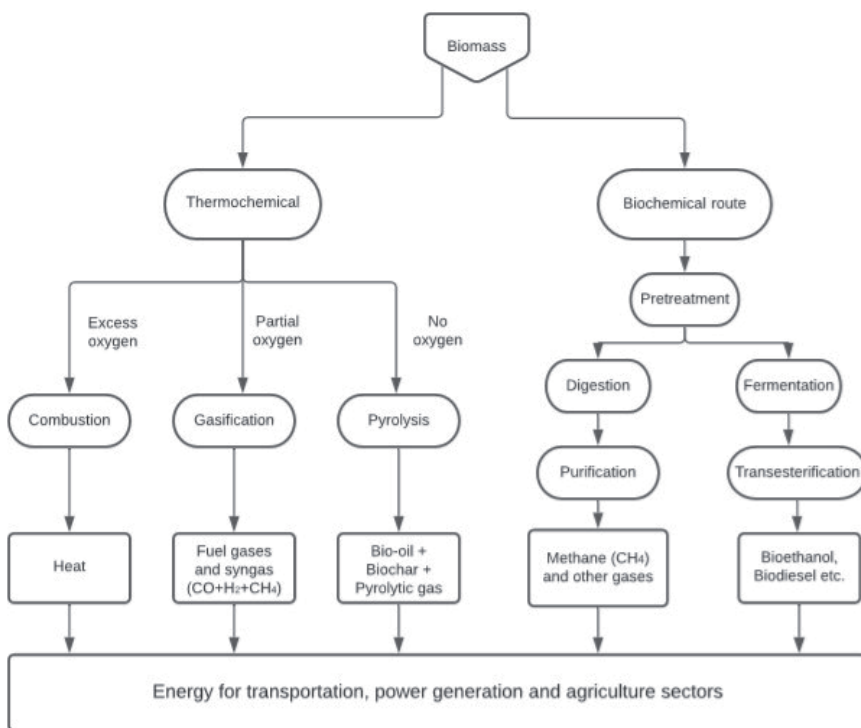 Biomass
Thermochemical
Biochemical route
Pretreatment
Excess
oxygen
Partial
oxygen
No
oxygen
Digestion
Fermentation
Combustion
Gasification
Pyrolysis
Purification
Transesterification
Heat
Fuel gases
and syngas
(CO+H₂+CH₄)
Bio-oil +
Biochar +
Pyrolytic gas
Methane (CH₄)
and other gases
Bioethanol,
Biodiesel etc.
Energy for transportation, power generation and agriculture sectors